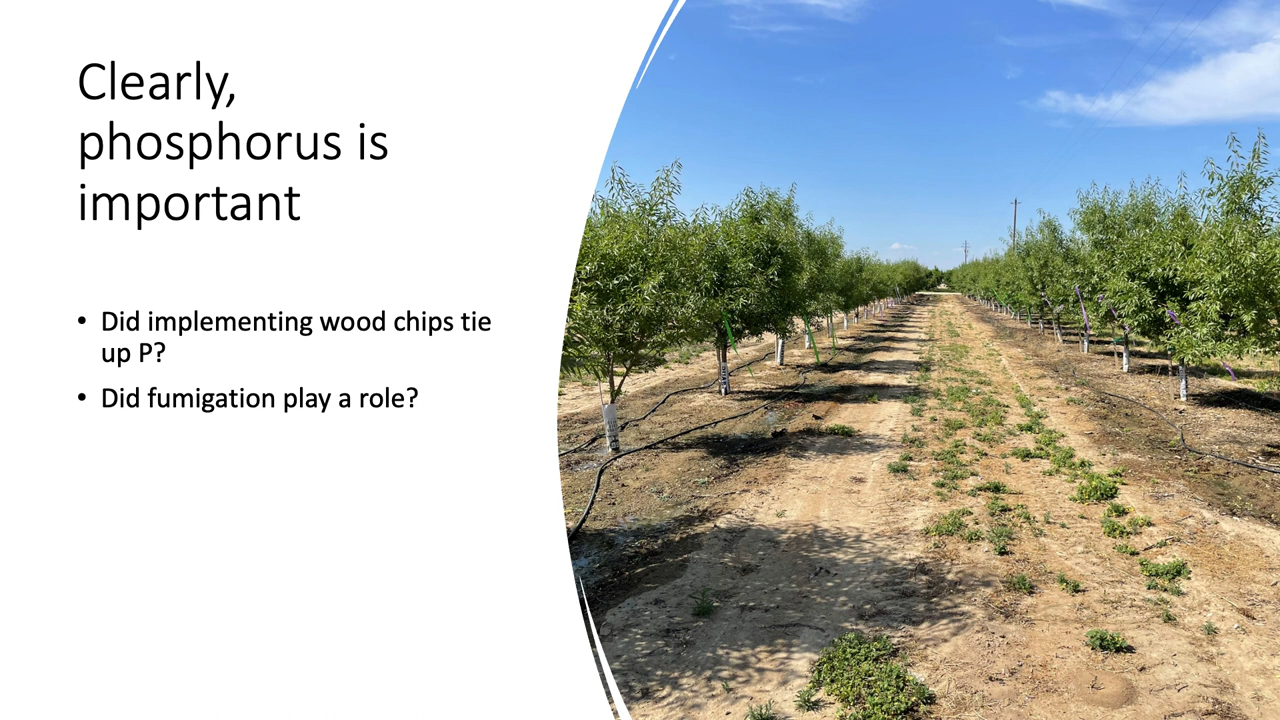 Clearly,
phosphorus is
important
• Did implementing wood chips tie
up P?
• Did fumigation play a role?